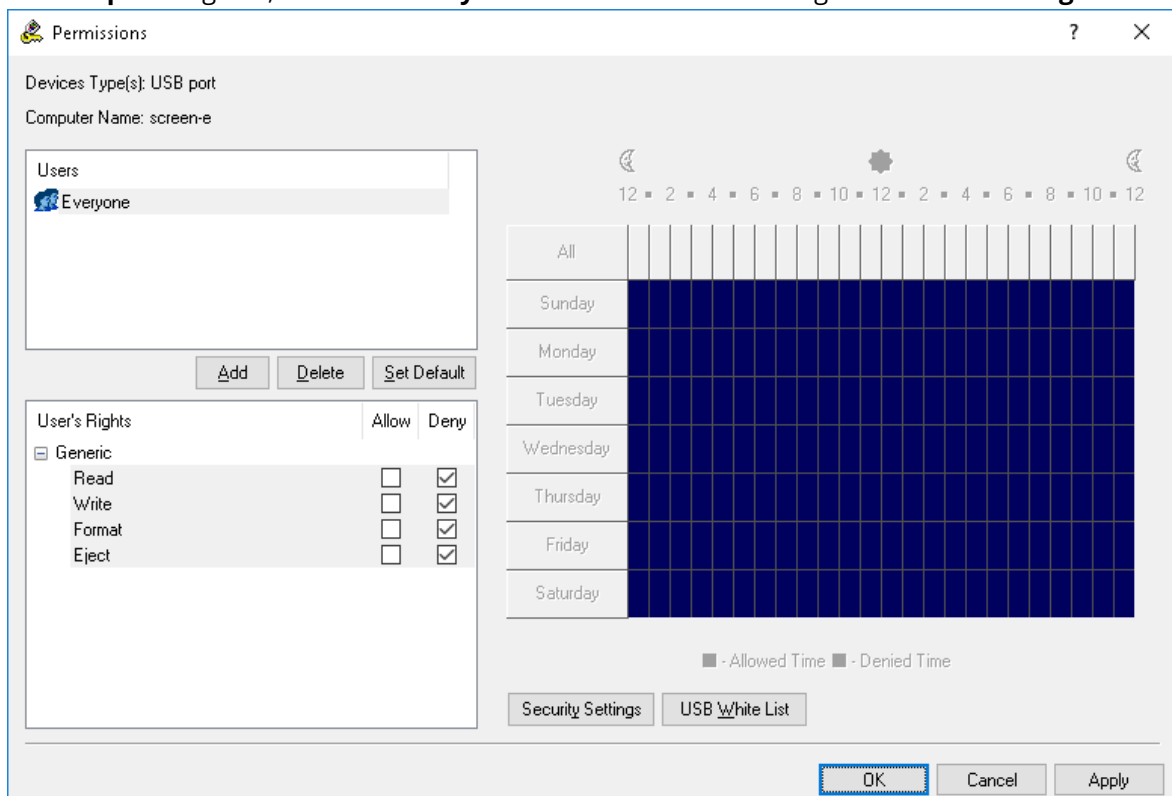 Permissions
?
Devices Type(s): USB port
Computer Name: screen-e
Users
Everyone
Add Delete Set Default
User's Rights Allow Deny
Generic
Read
Write
Format
Eject
12 2 4 6 8 10 12 2 4 6 8 10 12
All
Sunday
Monday
Tuesday
Wednesday
Thursday
Friday
Saturday
- Allowed Time - Denied Time
Security Settings USB White List
OK Cancel Apply